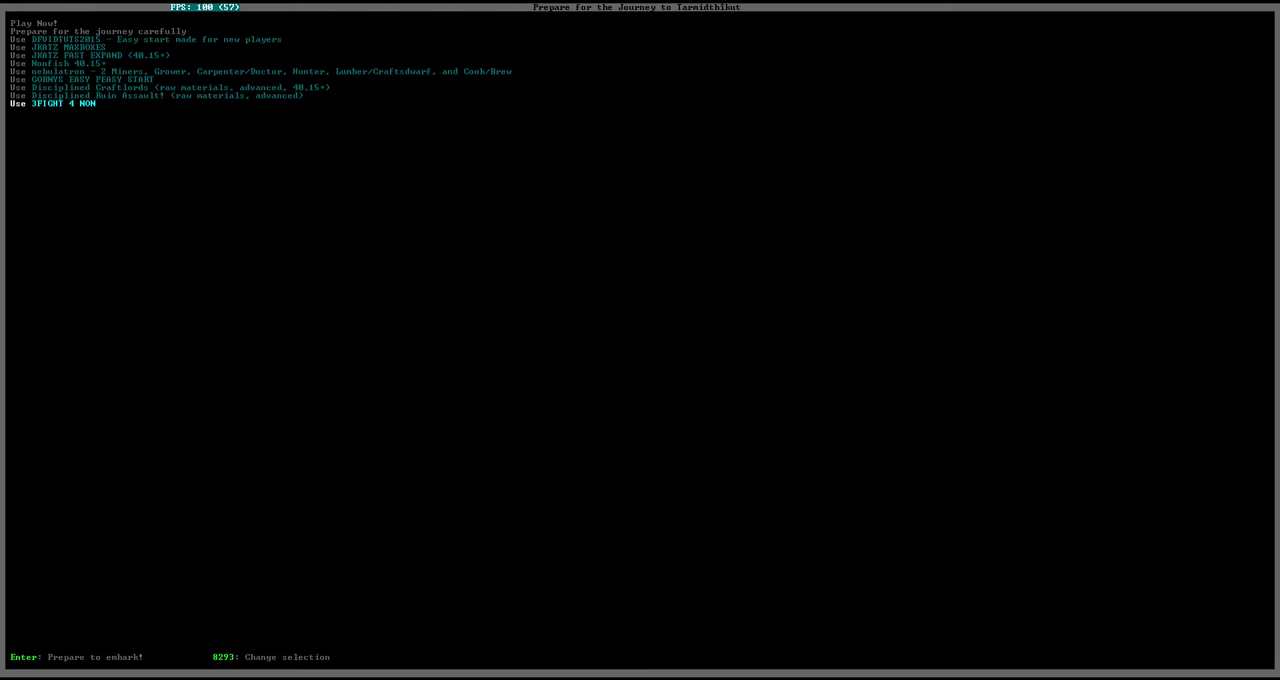 FPS: 100 (57)
Prepare for the Journey to Tarmidthîkut
Play Now!
Prepare for the journey carefully
Use DFVIDTUTS2015 - Easy start made for new players
Use JKATZ MAXBOXES
Use JKATZ FAST EXPAND (40.15+)
Use Nonfish 40.15+
Use nebulatron - 2 Miners, Grower, Carpenter/Doctor, Hunter, Lumber/Craftsdwarf, and Cook/Brew
Use GORNYS EASY PEASY START
Use Disciplined Craftlords (raw materials, advanced, 40.15+)
Use Disciplined Ruin Assault! (raw materials, advanced)
Use 3FIGHT 4 NON
Enter: Prepare to embark!
8293: Change selection